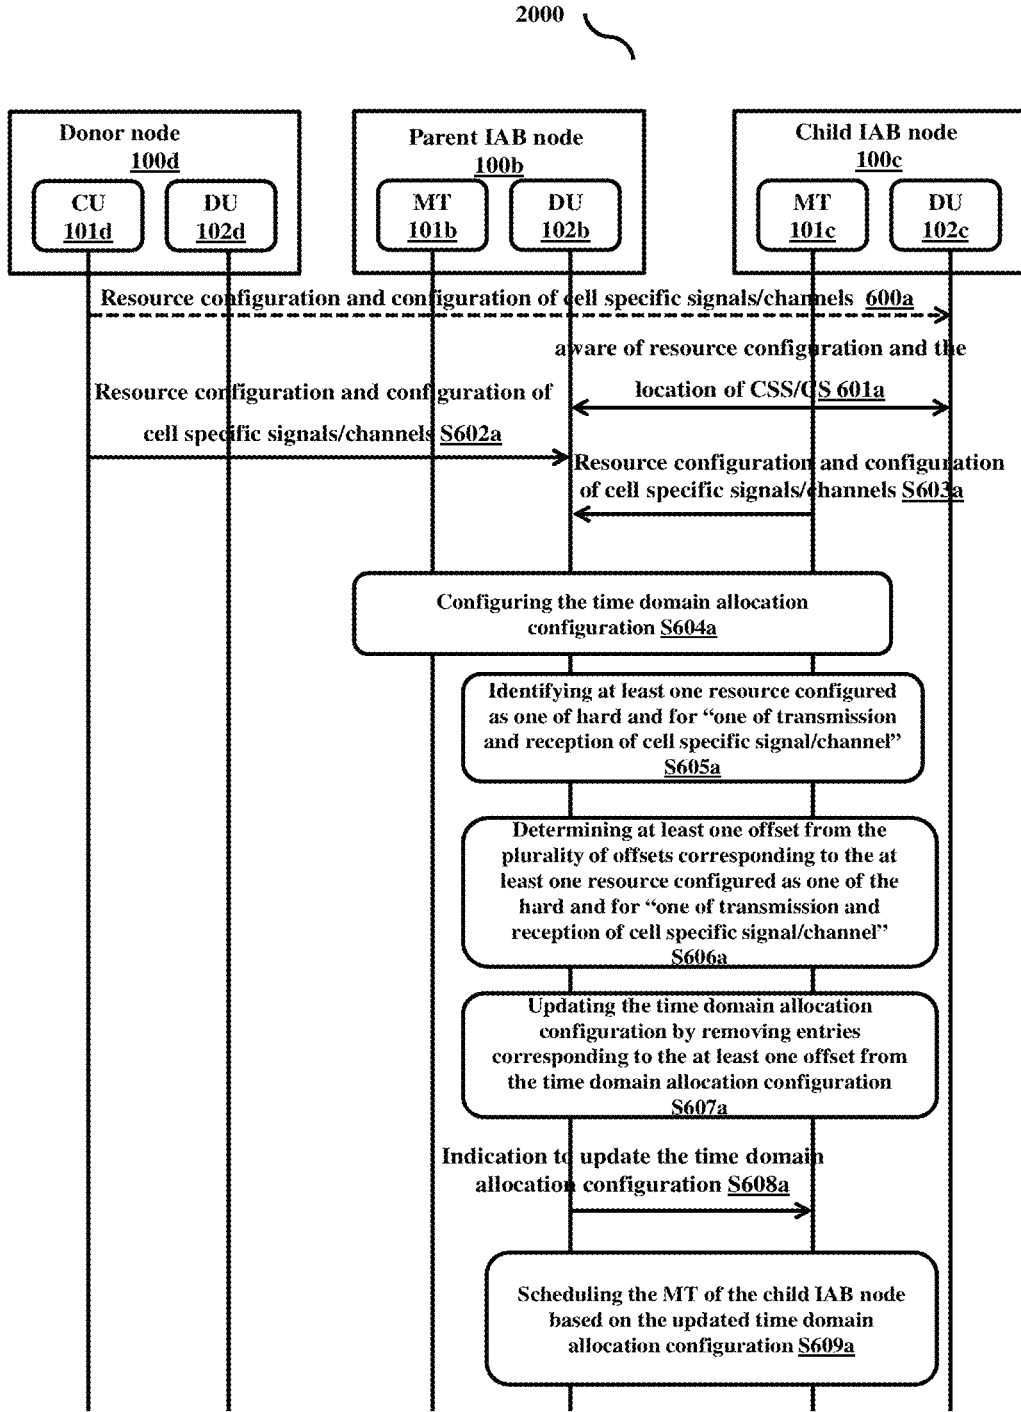 2000
Donor node
100d
CU
101d
DU
102d
Parent IAB node
100b
MT
101b
DU
102b
Child IAB node
100c
MT
101c
DU
102c
Resource configuration and configuration of cell specific signals/channels 600a
aware of resource configuration and the
location of CSS/CS 601a
Resource configuration and configuration of
cell specific signals/channels S602a
Resource configuration and configuration
of cell specific signals/channels S603a
Configuring the time domain allocation
configuration S604a
Identifying at least one resource configured
as one of hard and for “one of transmission
and reception of cell specific signal/channel”
S605a
Determining at least one offset from the
plurality of offsets corresponding to the at
least one resource configured as one of the
hard and for “one of transmission and
reception of cell specific signal/channel”
S606a
Updating the time domain allocation
configuration by removing entries
corresponding to the at least one offset from
the time domain allocation configuration
S607a
Indication to update the time domain
allocation configuration S608a
Scheduling the MT of the child IAB node
based on the updated time domain
allocation configuration S609a